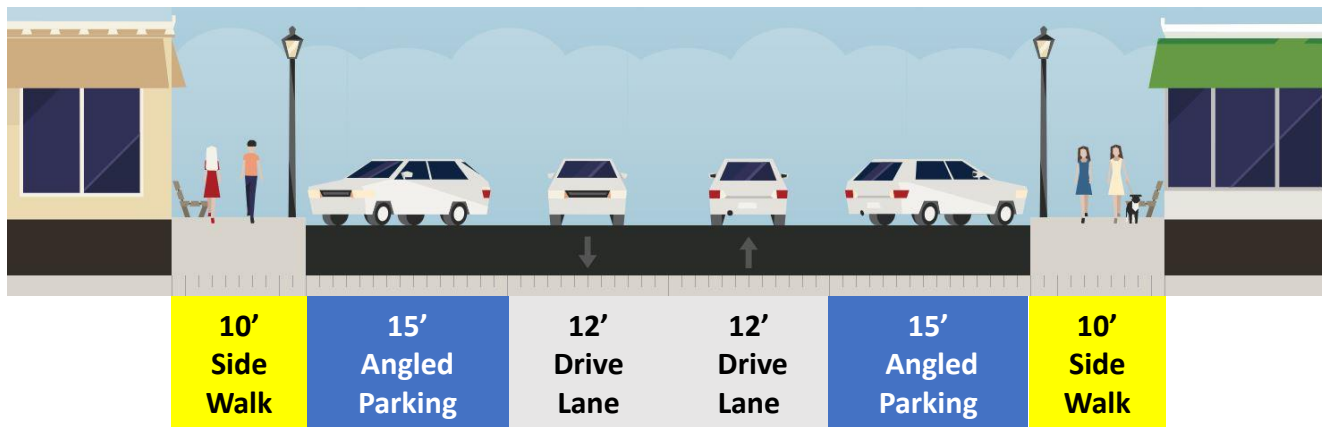 10’
Side
Walk
15’
Angled
Parking
12’
Drive
Lane
12’
Drive
Lane
15’
Angled
Parking
10’
Side
Walk